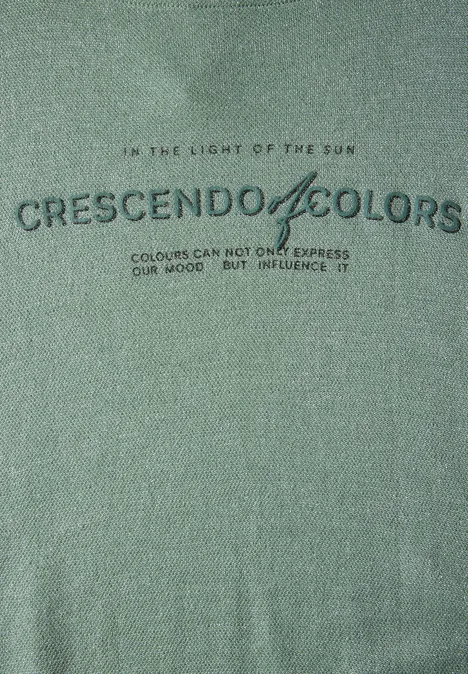 IN THE LIGHT OF THE SUN
CRESCENDO of COLORS
COLOURS CAN NOT ONLY EXPRESS
OUR MOOD BUT INFLUENCE IT